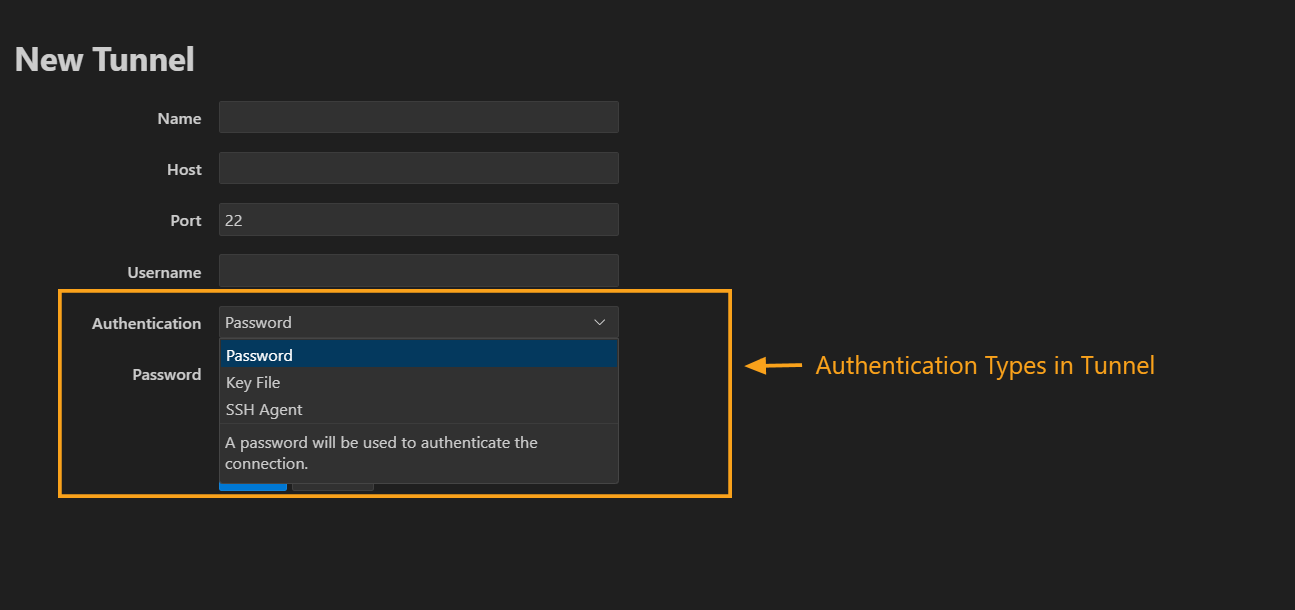 New Tunnel
Name
Host
Port
22
Username
Authentication
Password
Password
Password
Key File
SSH Agent
A password will be used to authenticate the
connection.
Authentication Types in Tunnel